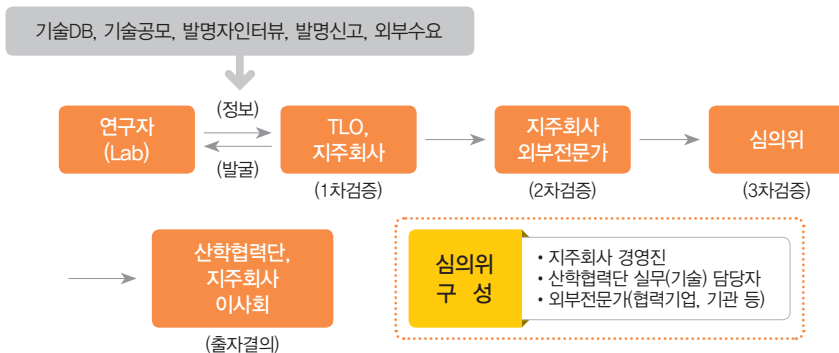 기술DB, 기술공모, 발명자인터뷰, 발명신고, 외부수요
연구자
(Lab)
(정보)
(발굴)
TLO,
지주회사
(1차검증)
지주회사
외부전문가
(2차검증)
심의위
(3차검증)
산학협력단,
지주회사
이사회
(출자결의)
심의위
구 성
• 지주회사 경영진
• 산학협력단 실무(기술) 담당자
• 외부전문가(협력기업, 기관 등)